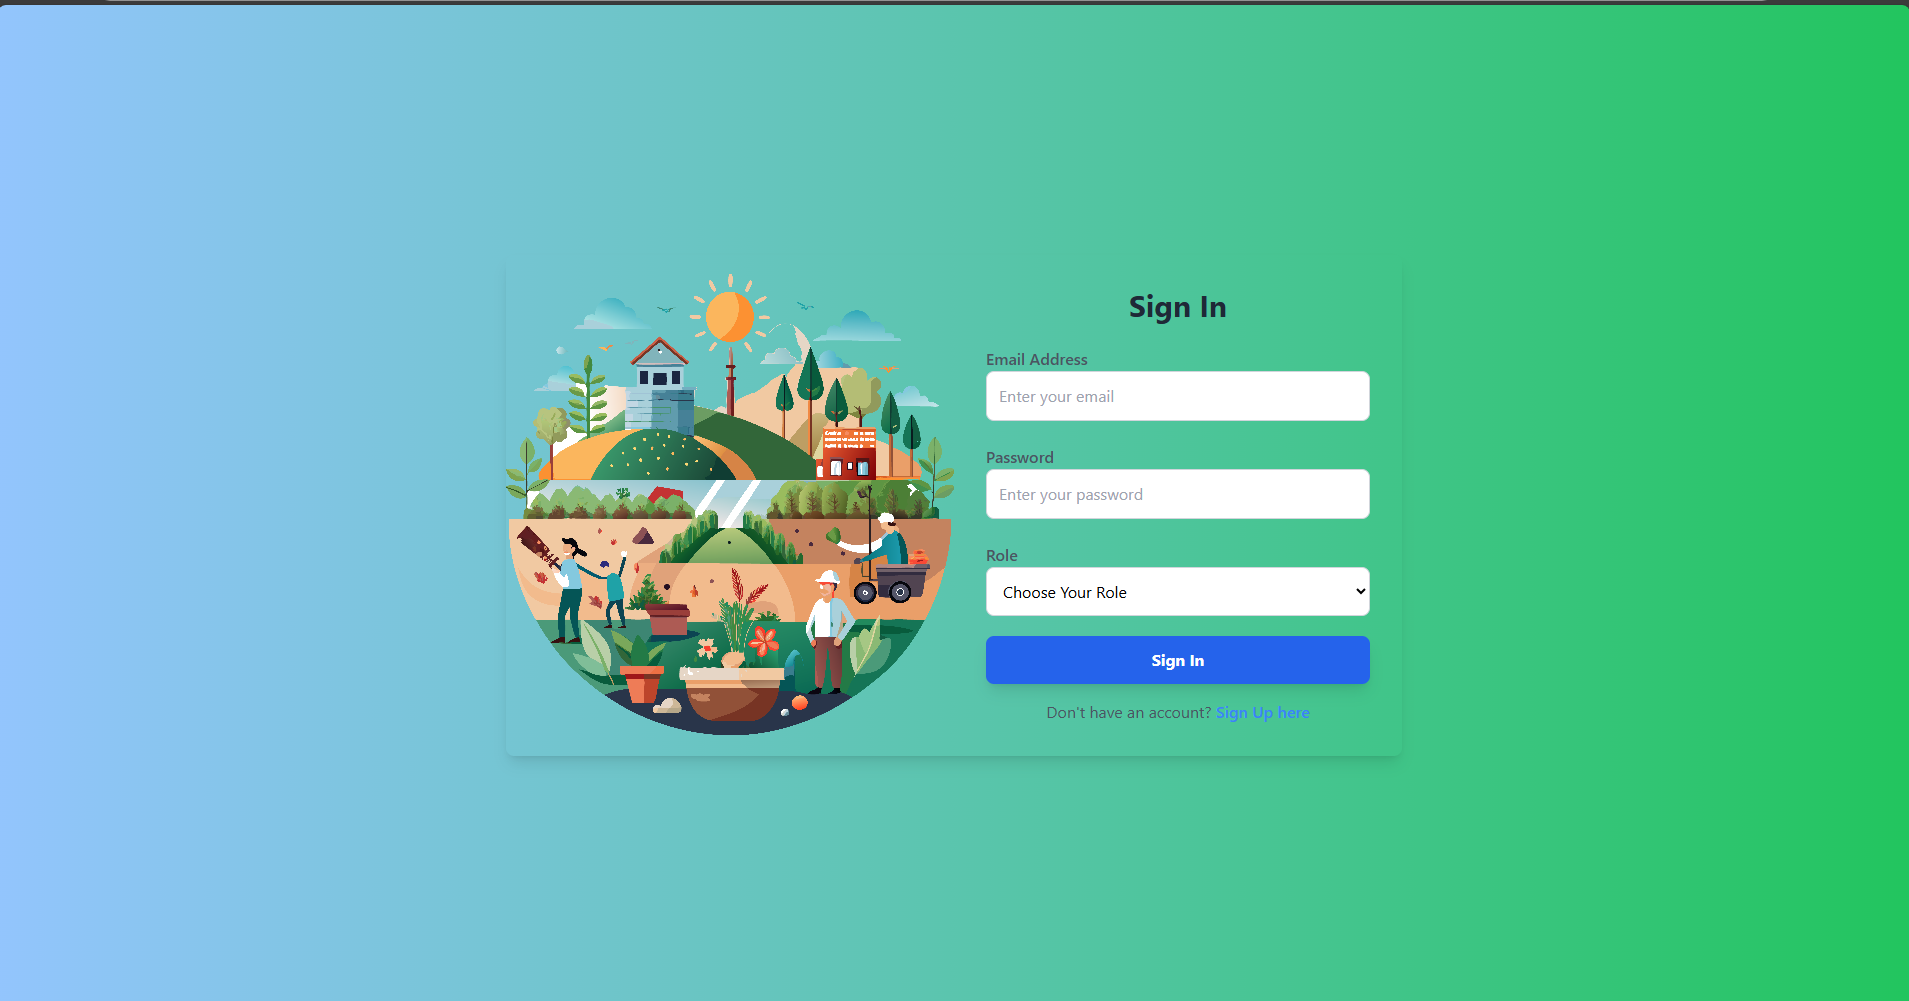 Sign In
Email Address
Enter your email
Password
Enter your password
Role
Choose Your Role
Sign In
Don't have an account? Sign Up here